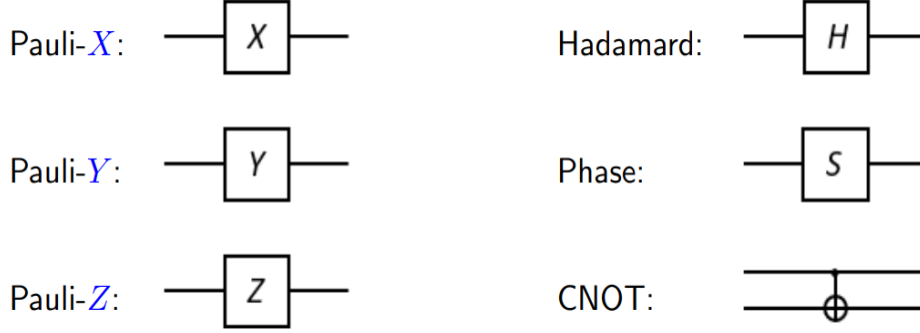 Pauli-X: X Hadamard: H
Pauli-Y: Y Phase: S
Pauli-Z: Z CNOT: